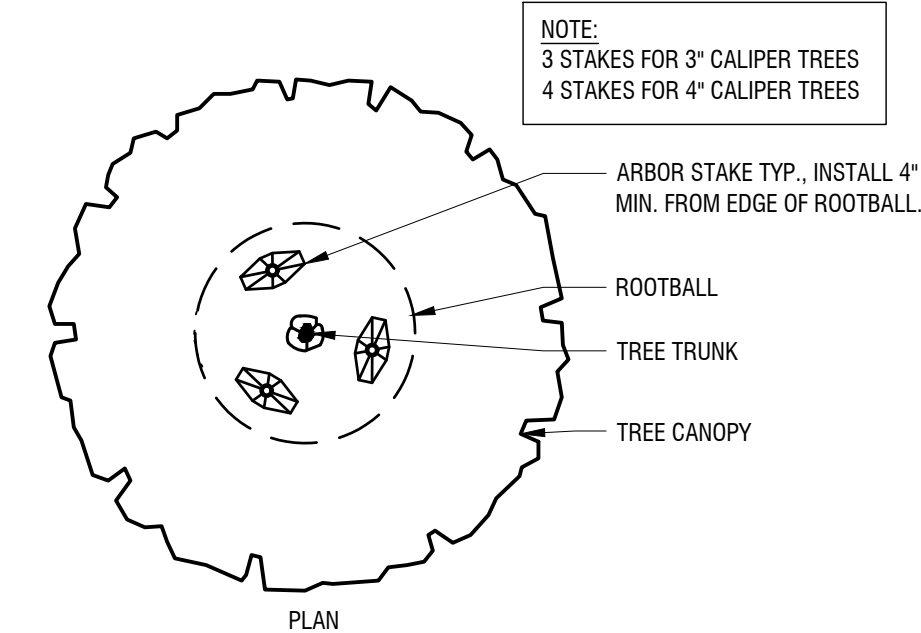 NOTE:
3 STAKES FOR 3" CALIPER TREES
4 STAKES FOR 4" CALIPER TREES
ARBOR STAKE TYP., INSTALL 4"
MIN. FROM EDGE OF ROOTBALL.
ROOTBALL
TREE TRUNK
TREE CANOPY
PLAN